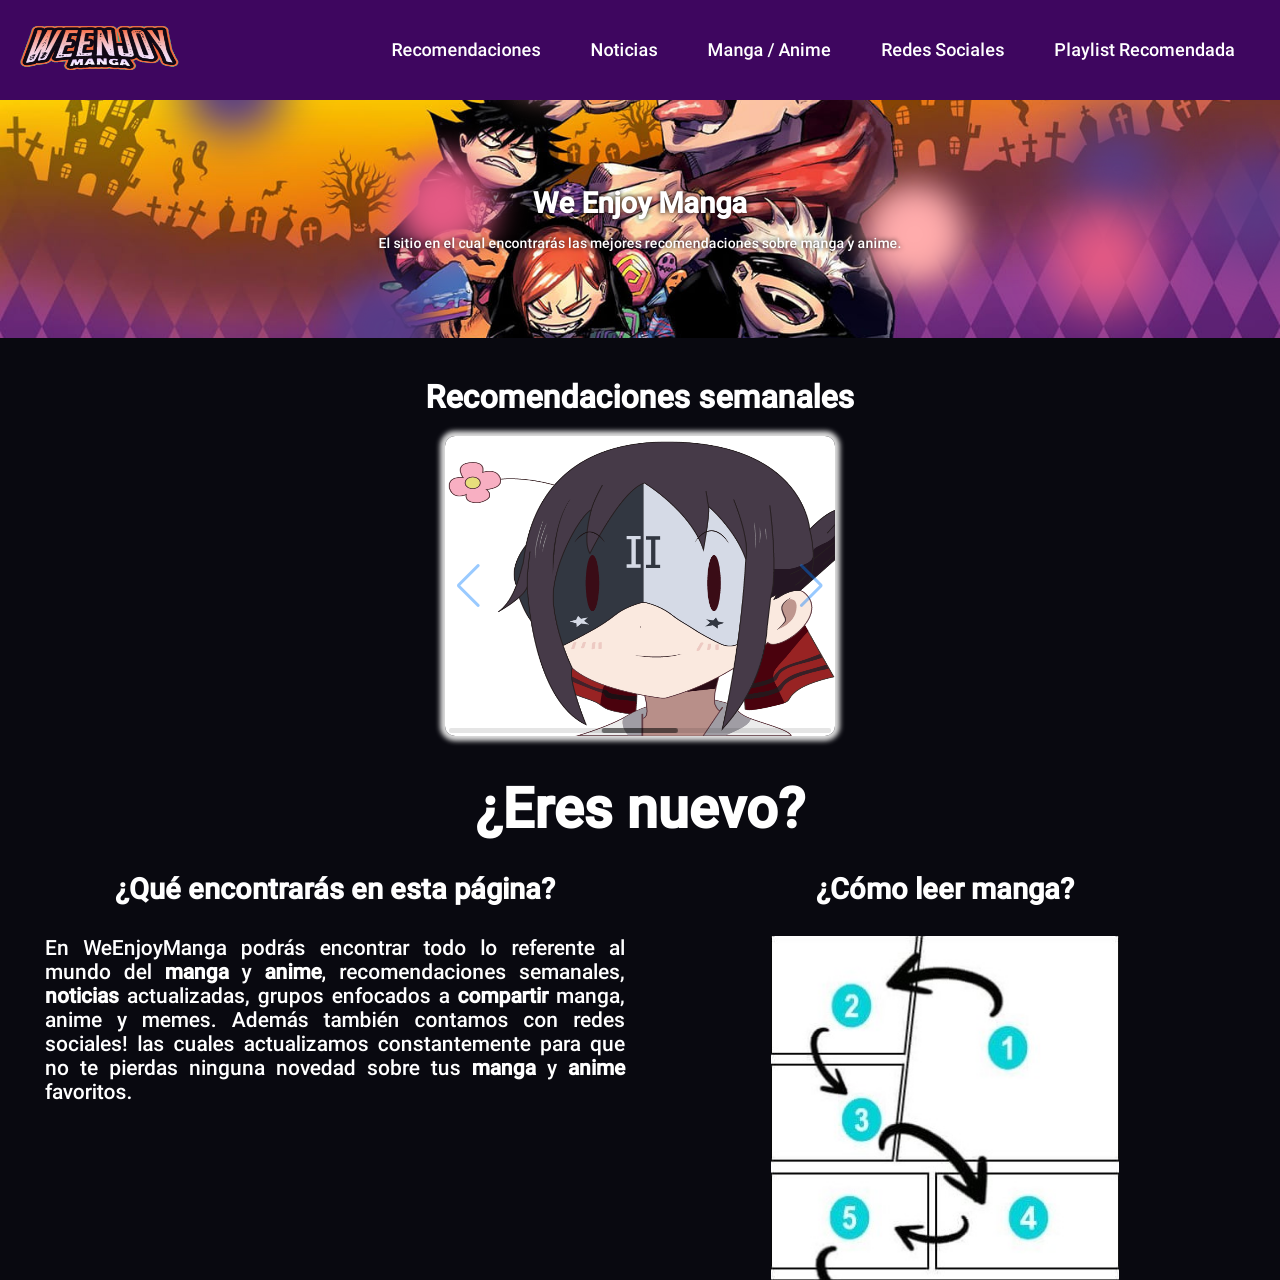 WEENJOY
MANGA
Recomendaciones
Noticias
Manga / Anime
Redes Sociales
Playlist Recomendada
We Enjoy Manga
El sitio en el cual encontrarás las mejores recomendaciones sobre manga y anime.
Recomendaciones semanales
II
¿Eres nuevo?
¿Qué encontrarás en esta página?
En WeEnjoyManga podrás encontrar todo lo referente al
mundo del manga y anime, recomendaciones semanales,
noticias actualizadas, grupos enfocados a compartir manga,
anime y memes. Además también contamos con redes
sociales! las cuales actualizamos constantemente para que
no te pierdas ninguna novedad sobre tus manga y anime
favoritos.
¿Cómo leer manga?
2
1
3
5
4